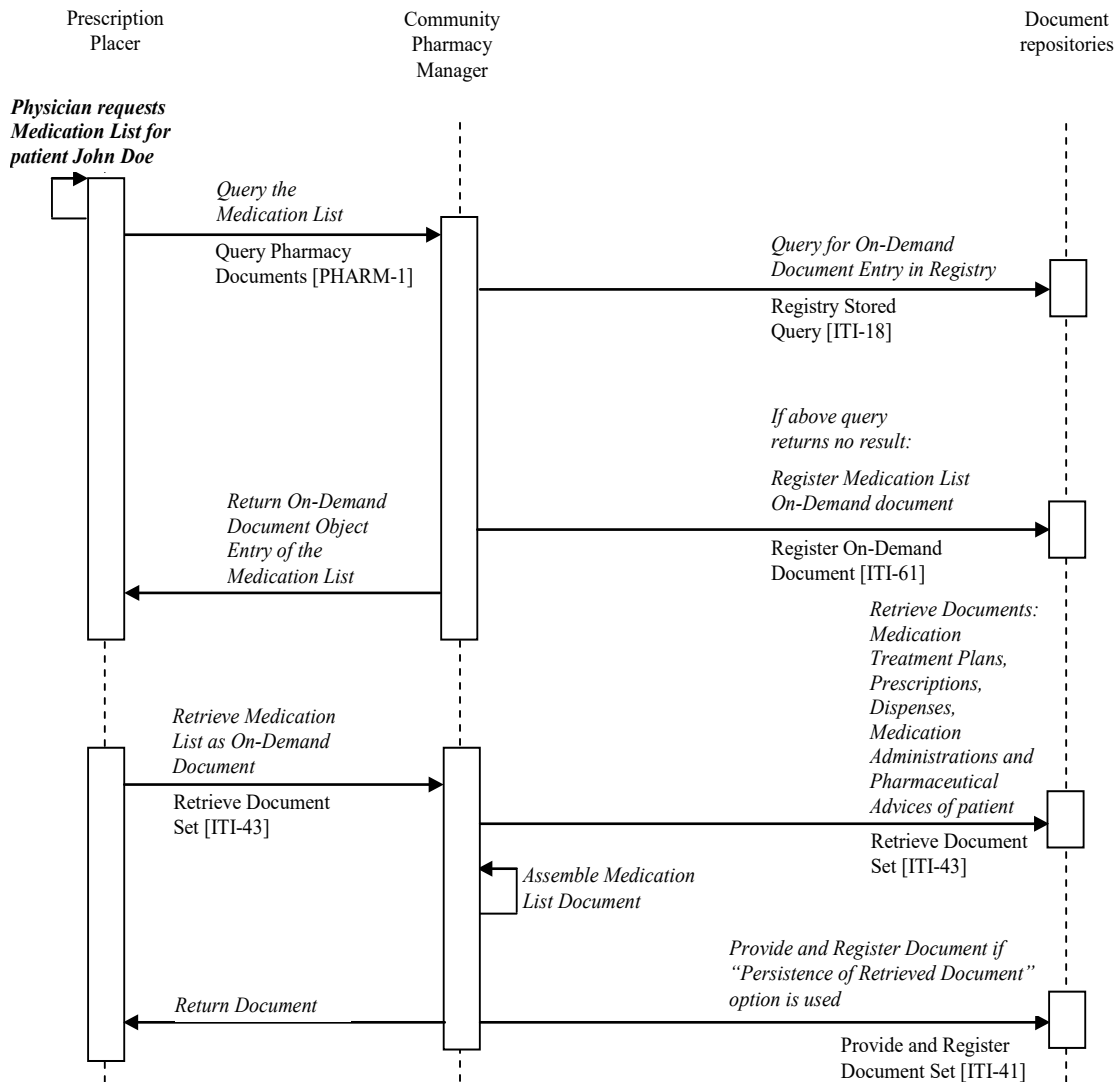 Prescription
Placer
Community
Pharmacy
Manager
Document
repositories
Physician requests
Medication List for
patient John Doe
Query the
Medication List
Query Pharmacy
Documents [PHARM-1]
Query for On-Demand
Document Entry in Registry
Registry Stored
Query [ITI-18]
If above query
returns no result:
Register Medication List
On-Demand document
Register On-Demand
Document [ITI-61]
Return On-Demand
Document Object
Entry of the
Medication List
Retrieve Documents:
Medication
Treatment Plans,
Prescriptions,
Dispenses,
Medication
Administrations and
Pharmaceutical
Advices of patient
Retrieve Medication
List as On-Demand
Document
Retrieve Document
Set [ITI-43]
Retrieve Document
Set [ITI-43]
Assemble Medication
List Document
Provide and Register Document if
“Persistence of Retrieved Document”
option is used
Return Document
Provide and Register
Document Set [ITI-41]